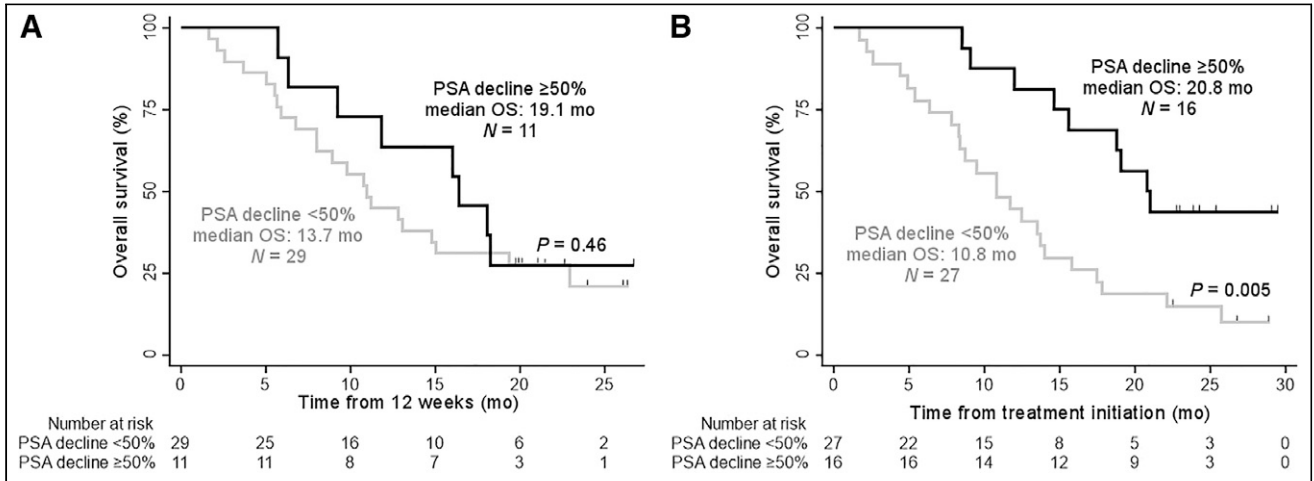 A
Overall survival (%)
100
75
50
25
0
PSA decline ≥50%
median OS: 19.1 mo
N = 11
PSA decline <50%
median OS: 13.7 mo
N = 29
P = 0.46
0 5 10 15 20 25
Time from 12 weeks (mo)
Number at risk
PSA decline <50% 29 25 16 10 6 2
PSA decline ≥50% 11 11 8 7 3 1
B
Overall survival (%)
100
75
50
25
0
PSA decline ≥50%
median OS: 20.8 mo
N = 16
PSA decline <50%
median OS: 10.8 mo
N = 27
P = 0.005
0 5 10 15 20 25 30
Time from treatment initiation (mo)
Number at risk
PSA decline <50% 27 22 15 8 5 3 0
PSA decline ≥50% 16 16 14 12 9 3 0